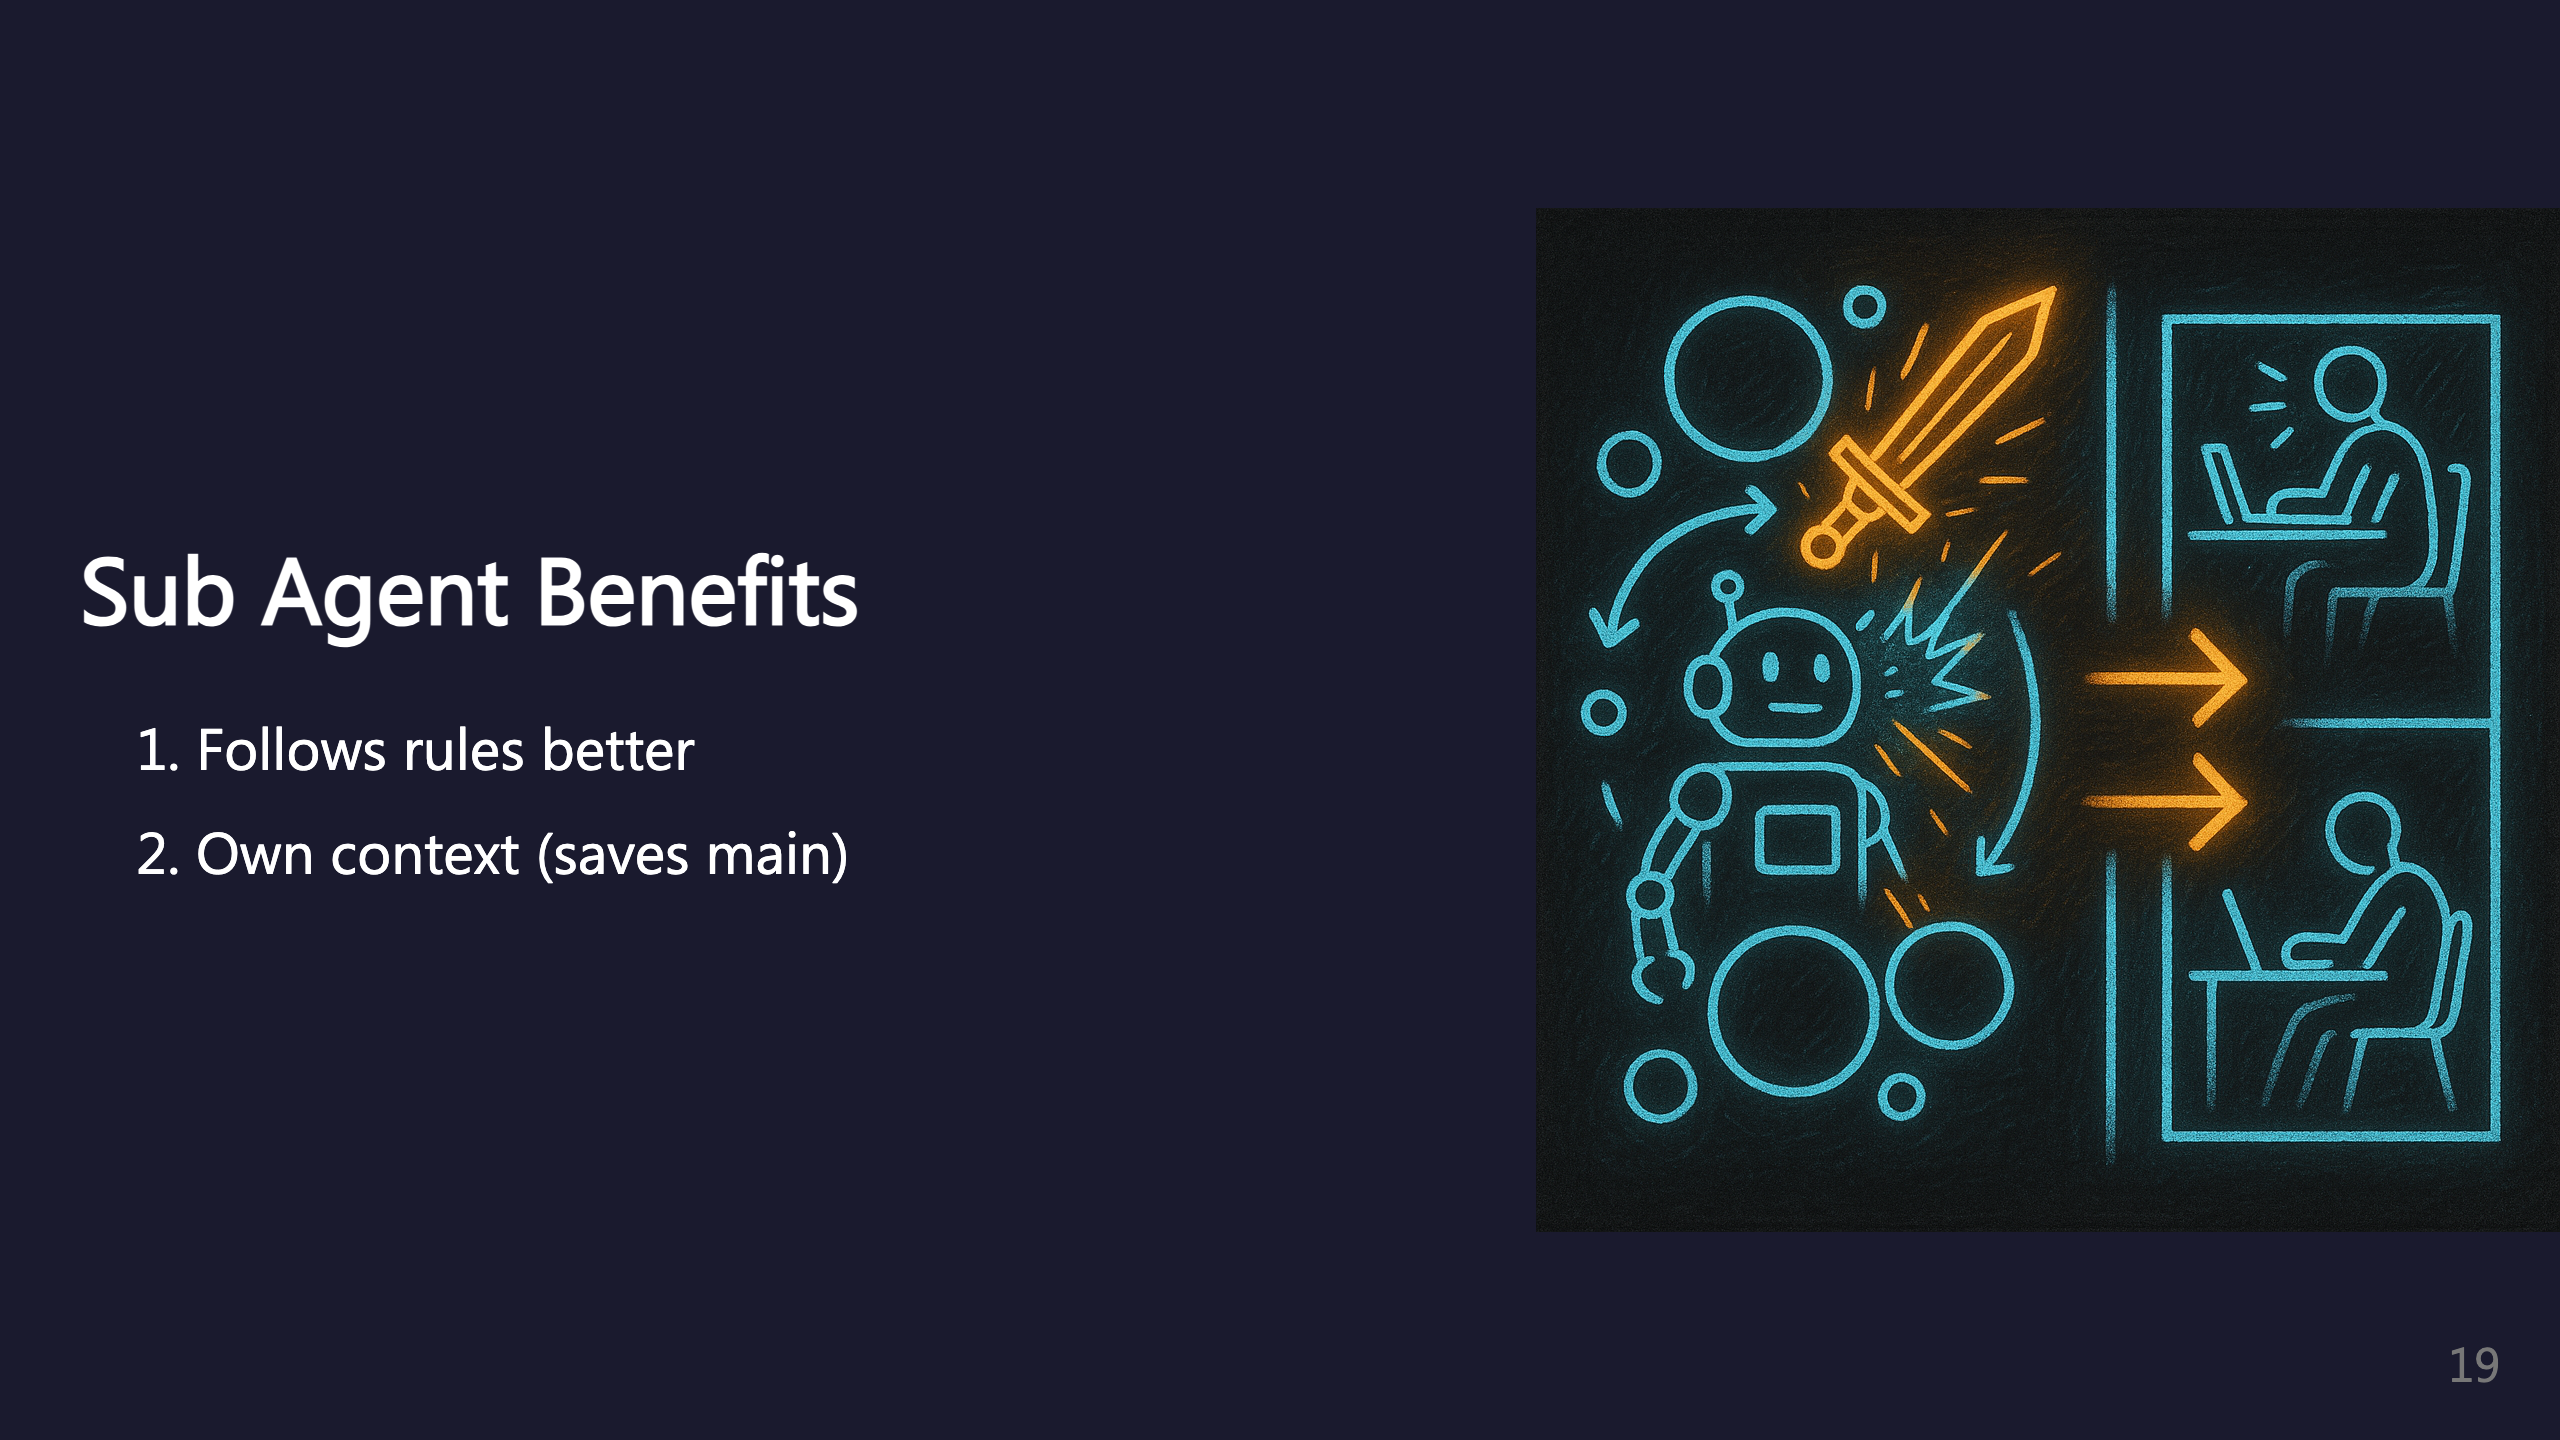 Sub Agent Benefits
1. Follows rules better
2. Own context (saves main)
19